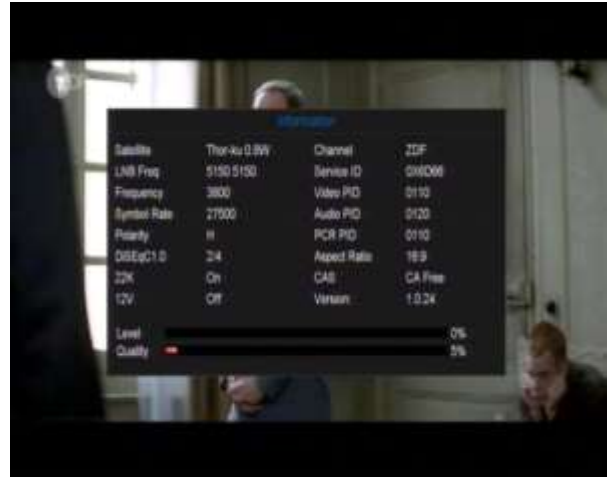 Information
Satellite Thor-ku 0.8W Channel ZDF
LNB Freq 5150 5150 Service ID 0X6D66
Frequency 3600 Video PID 0110
Symbol Rate 27500 Audio PID 0120
Polarity H PCR PID 0110
DiSEqC1.0 2/4 Aspect Ratio 16:9
22K On CAS CA Free
12V Off Version 1.0.24
Level 0%
Quality 5%